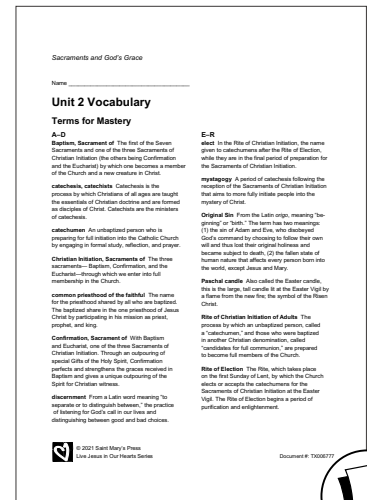 Sacraments and God's Grace
Name
Unit 2 Vocabulary
Terms for Mastery
A–D
Baptism, Sacrament of  The first of the Seven
Sacraments and one of the three Sacraments of
Christian Initiation (the others being Confirmation
and the Eucharist) by which one becomes a member
of the Church and a new creature in Christ.
catechesis, catechists  Catechesis is the
process by which Christians of all ages are taught
the essentials of Christian doctrine and are formed
as disciples of Christ. Catechists are the ministers
of catechesis.
catechumen  An unbaptized person who is
preparing for full initiation into the Catholic Church
by engaging in formal study, reflection, and prayer.
Christian Initiation, Sacraments of  The three
sacraments— Baptism, Confirmation, and the
Eucharist—through which we enter into full
membership in the Church.
common priesthood of the faithful  The name
for the priesthood shared by all who are baptized.
The baptized share in the one priesthood of Jesus
Christ by participating in his mission as priest,
prophet, and king.
Confirmation, Sacrament of  With Baptism
and Eucharist, one of the three Sacraments of
Christian Initiation. Through an outpouring of
special Gifts of the Holy Spirit, Confirmation
perfects and strengthens the graces received in
Baptism and gives a unique outpouring of the
Spirit for Christian witness.
discernment  From a Latin word meaning "to
separate or to distinguish between," the practice
of listening for God's call in our lives and
distinguishing between good and bad choices.
E–R
elect  In the Rite of Christian Initiation, the name
given to catechumens after the Rite of Election,
while they are in the final period of preparation for
the Sacraments of Christian Initiation.
mystagogy  A period of catechesis following the
reception of the Sacraments of Christian Initiation
that aims to more fully initiate people into the
mystery of Christ.
Original Sin  From the Latin origo, meaning "be-
ginning" or "birth." The term has two meanings:
(1) the sin of Adam and Eve, who disobeyed
God's command by choosing to follow their own
will and thus lost their original holiness and
became subject to death, (2) the fallen state of
human nature that affects every person born into
the world, except Jesus and Mary.
Paschal candle  Also called the Easter candle,
this is the large, tall candle lit at the Easter Vigil by
a flame from the new fire; the symbol of the Risen
Christ.
Rite of Christian Initiation of Adults  The
process by which an unbaptized person, called
a "catechumen," and those who were baptized
in another Christian denomination, called
"candidates for full communion," are prepared
to become full members of the Church.
Rite of Election  The Rite, which takes place
on the first Sunday of Lent, by which the Church
elects or accepts the catechumens for the
Sacraments of Christian Initiation at the Easter
Vigil. The Rite of Election begins a period of
purification and enlightenment.
© 2021 Saint Mary's Press
Live Jesus in Our Hearts Series
Document #: TX006777